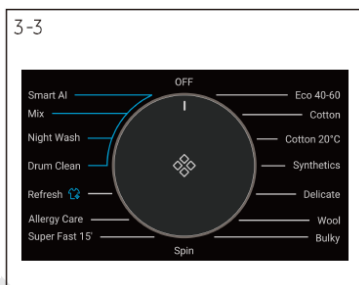 3-3
OFF
Smart AI
Mix
Night Wash
Drum Clean
Refresh
Allergy Care
Super Fast 15'
Spin
Eco 40-60
Cotton
Cotton 20°C
Synthetics
Delicate
Wool
Bulky